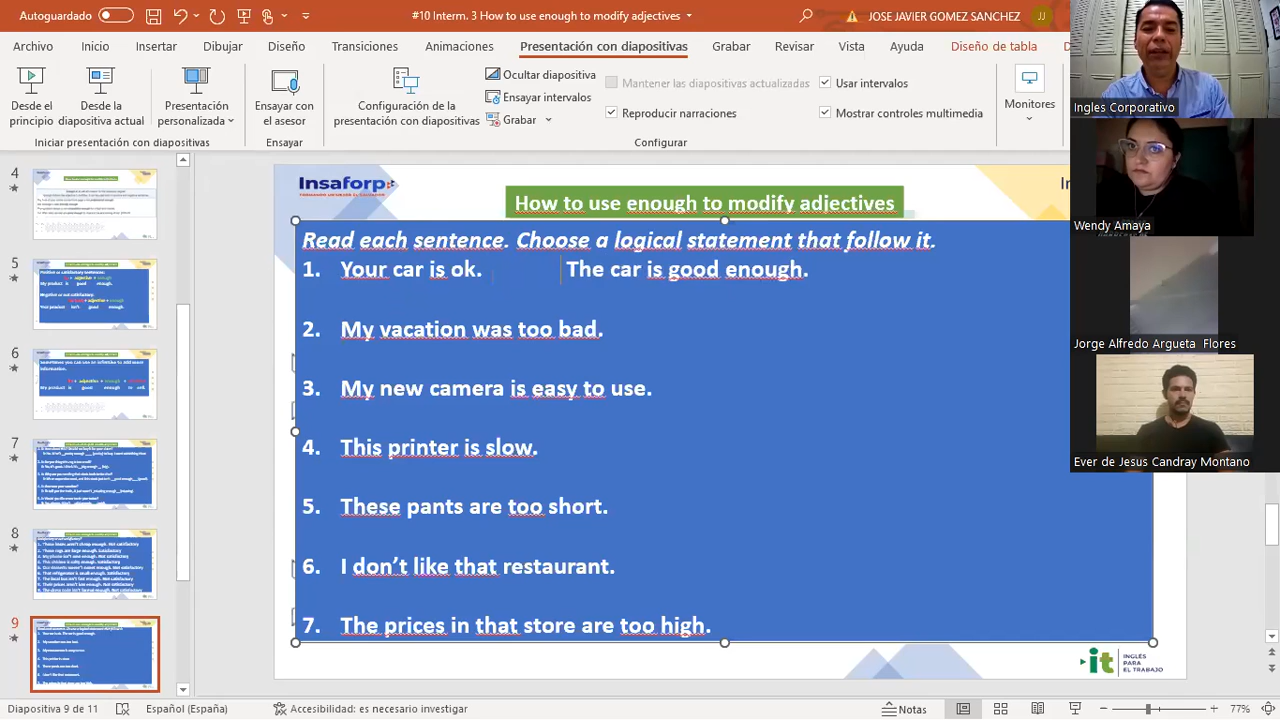 Autoguardado
#10 Interm. 3 How to use enough to modify adjectives
JOSE JAVIER GOMEZ SANCHEZ
JJ
Archivo Inicio Insertar Dibujar Diseño Transiciones Animaciones Presentación con diapositivas Grabar Revisar Vista Ayuda Diseño de tabla
Desde el principio
Desde la diapositiva actual
Presentación personalizada
Ensayar con el asesor
Configuración de la presentación con diapositivas
Ocultar diapositiva
Ensayar intervalos
Grabar
Mantener las diapositivas actualizadas
Reproducir narraciones
Usar intervalos
Mostrar controles multimedia
Monitores
Iniciar presentación con diapositivas
Ensayar
Configurar
Ingles Corporativo
Wendy Amaya
Jorge Alfredo Argueta Flores
Ever de Jesus Candray Montano
6
7
8
9
Insaforp
How to use enough to modify adjectives
Read each sentence. Choose a logical statement that follow it.
1. Your car is ok. The car is good enough.
2. My vacation was too bad.
3. My new camera is easy to use.
4. This printer is slow.
5. These pants are too short.
6. I don't like that restaurant.
7. The prices in that store are too high.
it INGLÉS
PARA
EL TRABAJO
Diapositiva 9 de 11
Español (España)
Accesibilidad: es necesario investigar
Notas
77%